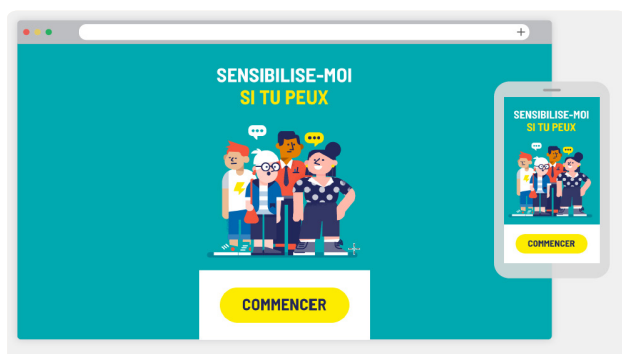 SENSIBILISE-MOI
SI TU PEUX
COMMENCER
SENSIBILISE-MOI
SI TU PEUX
COMMENCER